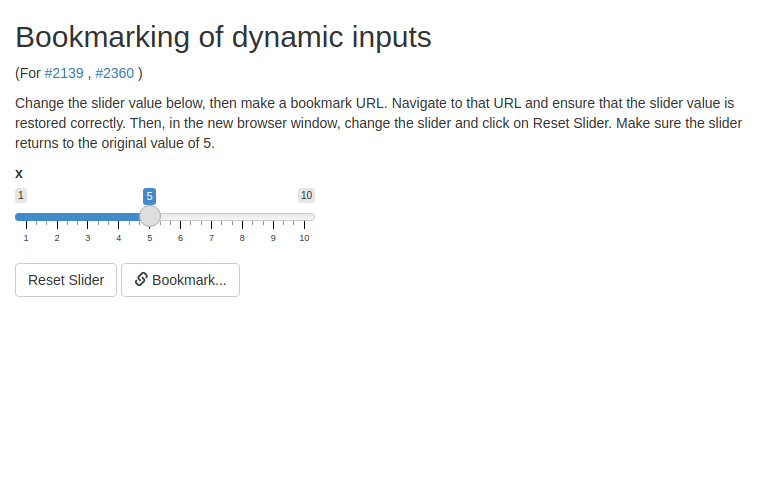 Bookmarking of dynamic inputs
(For #2139 , #2360 )
Change the slider value below, then make a bookmark URL. Navigate to that URL and ensure that the slider value is
restored correctly. Then, in the new browser window, change the slider and click on Reset Slider. Make sure the slider
returns to the original value of 5.
x
1 5 10
1 2 3 4 5 6 7 8 9 10
Reset Slider Bookmark...